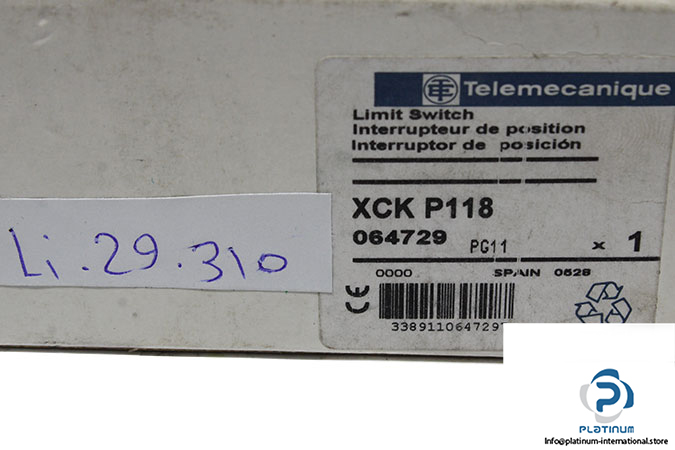 Telemecanique
Limit Switch
Interrupteur de position
Interruptor de posición
XCK P118
064729 PG11 x 1
0000 SPAIN 0628
CE
338911064729
Li.29.310
PLATINUM
Info@platinum-international.store